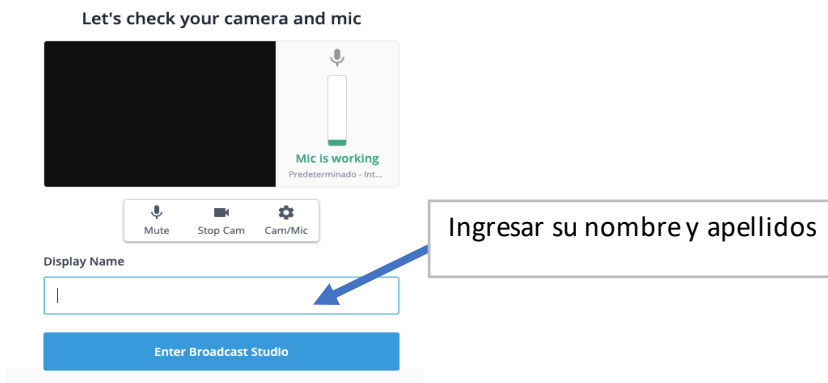 Let's check your camera and mic
Mic is working
Predeterminado - Int...
Mute Stop Cam Cam/Mic
Ingresar su nombre y apellidos
Display Name
Enter Broadcast Studio